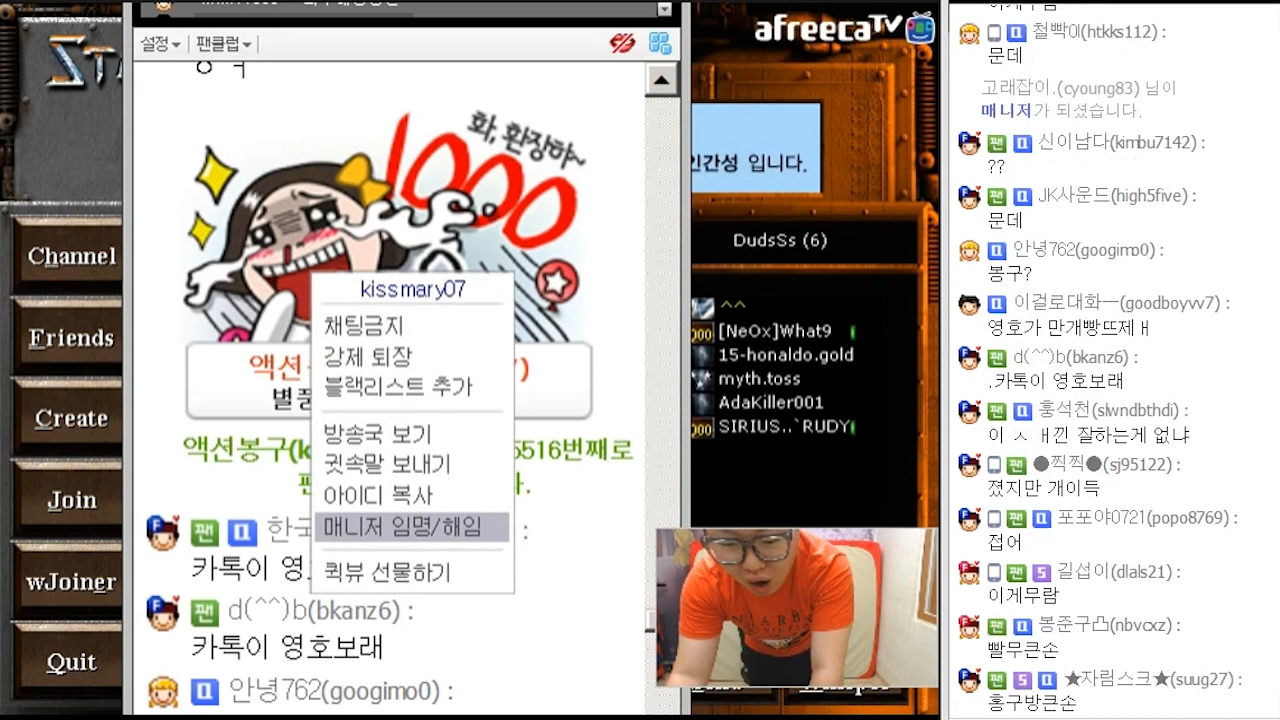 Channel
Friends
Create
Join
wJoiner
Quit
설정
팬클럽
화, 환장하~
1000
kissmary07
채팅금지
강제 퇴장
블랙리스트 추가
방송국 보기
귓속말 보내기
아이디 복사
매니저 임명/해임
퀵뷰 선물하기
액션봉구
5516번째로
팬 한국
:
카톡이 영
팬 d(^^)b(bkanz6) :
카톡이 영호보래
안녕762(googimo0) :
afreecaTV
인간성 입니다.
DudsSs (6)
^^
[NeOx]What9
15-honaldo.gold
myth.toss
AdaKiller001
SIRIUS..`RUDY
철빡이(htkks112) :
문데
고래잡이.(cyoung83) 님이
매니저가 되셨습니다.
팬 신이남타(kimbu7142) :
??
팬 JK사운드(high5five) :
문데
안녕762(googimo0) :
봉구?
이걸로대화ㅡ(goodboyvv7) :
영호가 만개빵뜨제ㅐ
팬 d(^^)b(bkanz6) :
.카톡이 영호보래
팬 홍석천(slwndbthdi) :
이 ㅅㅐ낀 잘하는게 없냐
팬 ●찍찍●(sj95122) :
졌지만 개이득
팬 포포야0721(popo8769) :
접어
팬 S 길섭이(dlals21) :
이게무람
팬 봉준구凸(nbvcxz) :
빨무큰손
팬 S ★자럼스크★(suug27) :
홍구방큰손